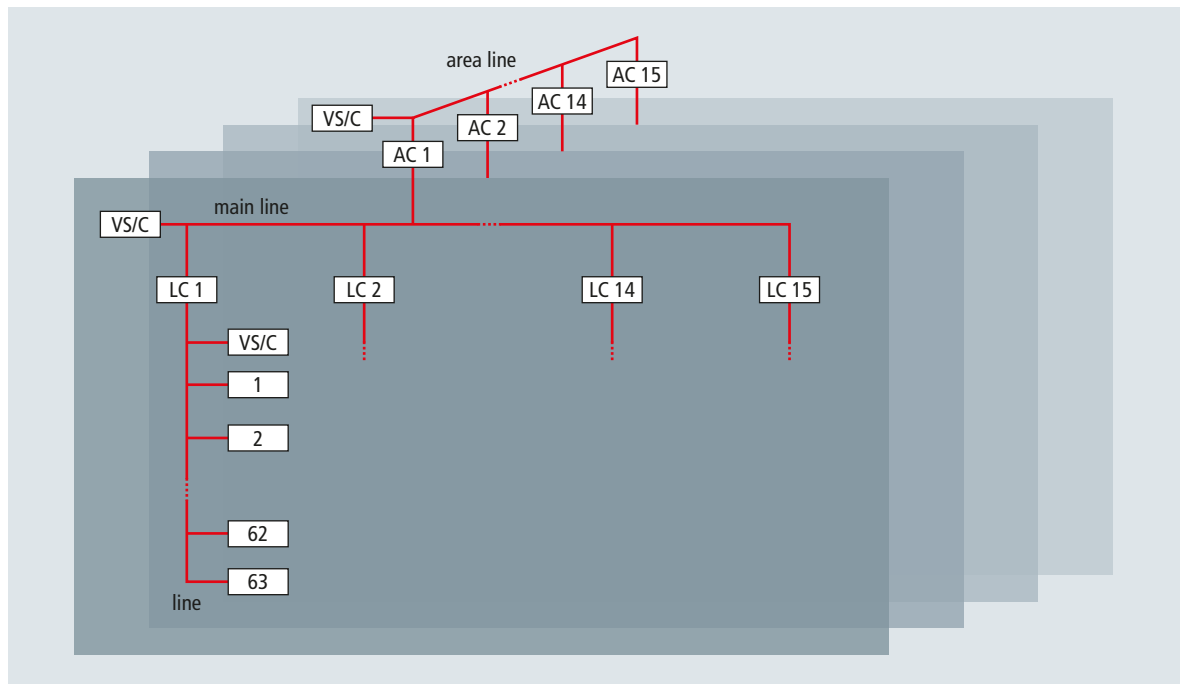 area line
AC 15
AC 14
VS/C
AC 2
AC 1
main line
VS/C
LC 1
LC 2
LC 14
LC 15
VS/C
1
2
62
63
line